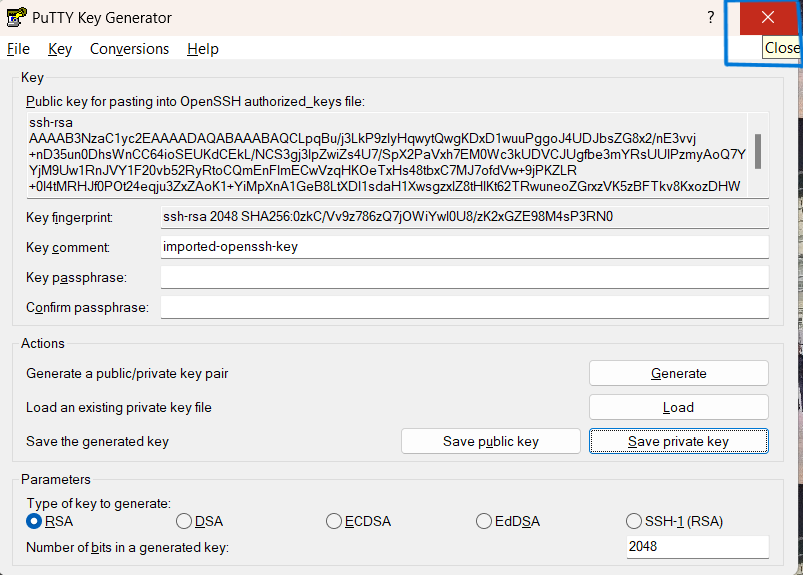 PuTTY Key Generator
?
Close
File Key Conversions Help
Key
Public key for pasting into OpenSSH authorized_keys file:
ssh-rsa
AAAAB3NzaC1yc2EAAAADAQABAAABAQCLpqBu/j3LkP9zlyHqwytQwgKDxD1wuuPggoJ4UDJbsZG8x2/nE3vvj
+nD35un0DhsWnCC64ioSEUKdCEkL/NCS3gj3lpZwiZs4U7/SpX2PaVxh7EM0Wc3kUDVCJUgfbe3mYRsUUlPzmyAoQ7Y
YjM9Uw1RnJVY1F20vb52RyRtoCQmEnFlmECwVzqHKOeTxHs48tbxC7MJ7ofdVw+9jPKZLR
+0l4tMRHJf0POt24eqju3ZxZAoK1+YiMpXnA1GeB8LtXDl1sdaH1XwsgzxlZ8tHlKt62TRwuneoZGrxzVK5zBFTkv8KxozDHW
Key fingerprint: ssh-rsa 2048 SHA256:0zkC/Vv9z786zQ7jOWiYwl0U8/zK2xGZE98M4sP3RN0
Key comment: imported-openssh-key
Key passphrase:
Confirm passphrase:
Actions
Generate a public/private key pair Generate
Load an existing private key file Load
Save the generated key Save public key Save private key
Parameters
Type of key to generate:
RSA DSA ECDSA EdDSA SSH-1 (RSA)
Number of bits in a generated key: 2048